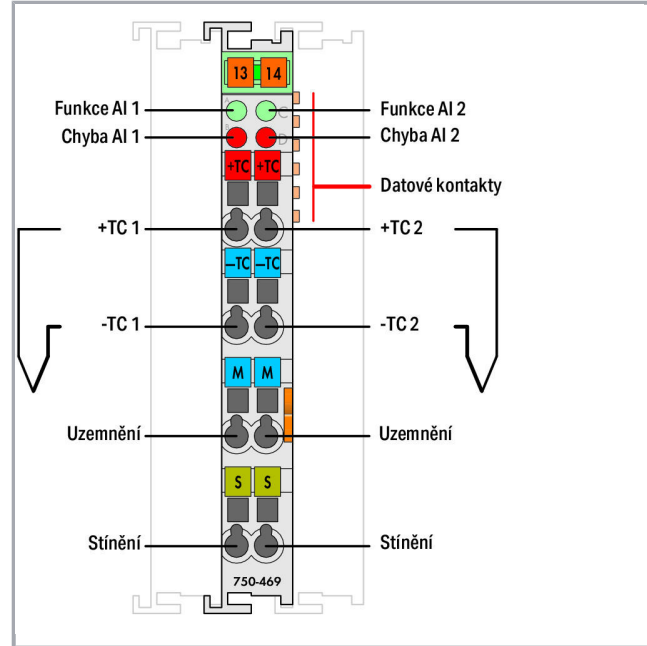 13 14
A C
Funkce AI 1
Funkce AI 2
Chyba AI 1
D
Chyba AI 2
+TC +TC
Datové kontakty
+TC 1
+TC 2
–TC –TC
-TC 1
-TC 2
M M
Uzemnění
Uzemnění
S S
Stínění
Stínění
750-469